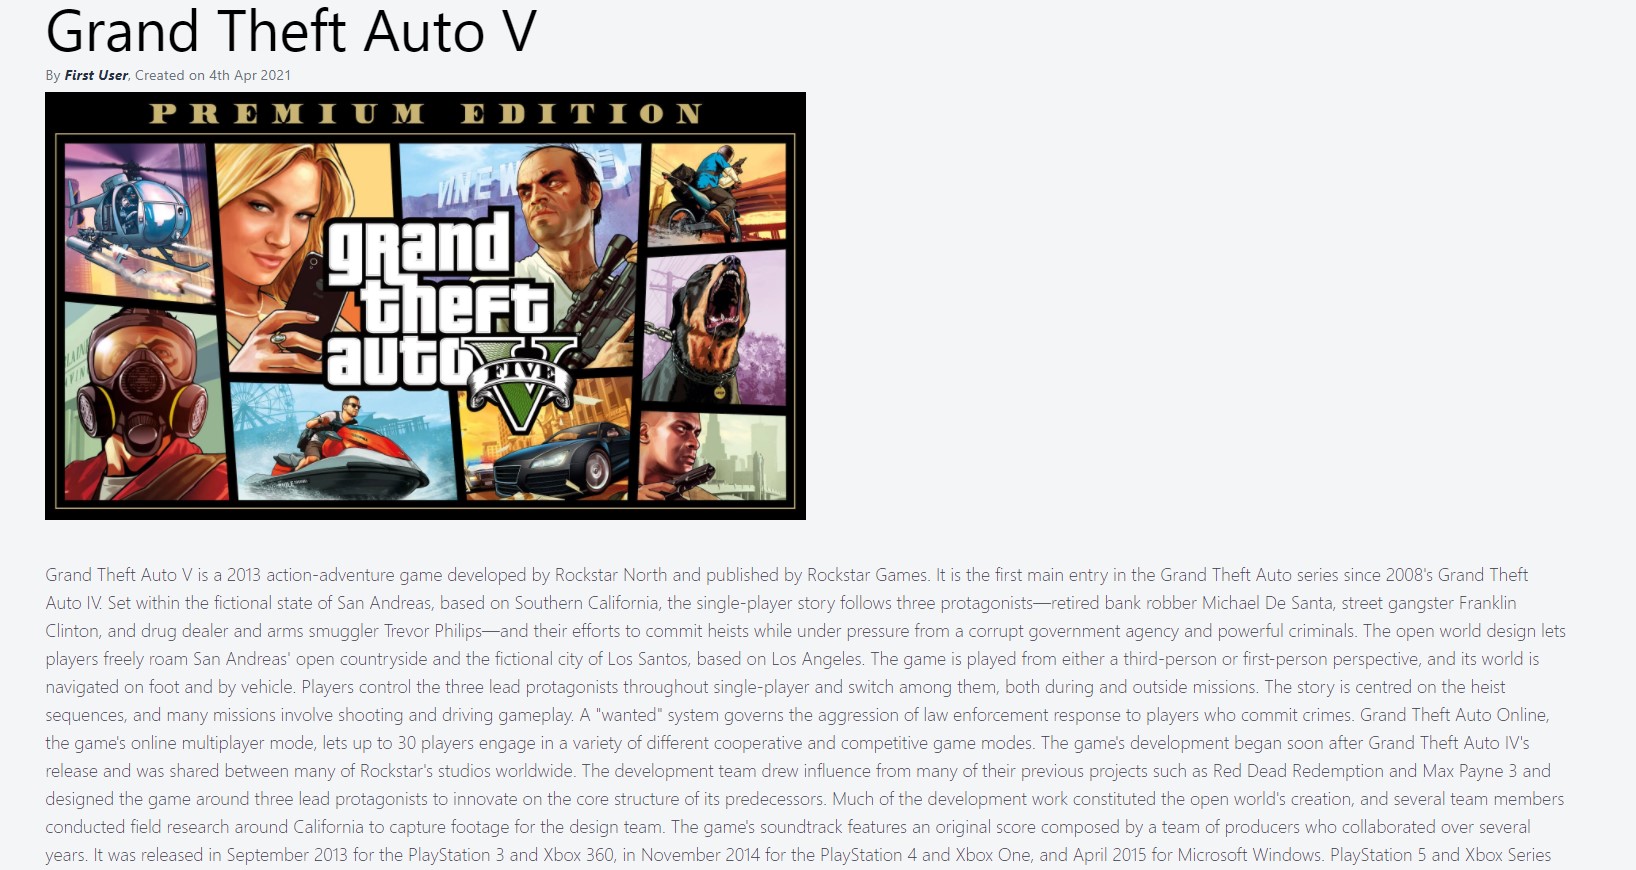 Grand Theft Auto V
By First User, Created on 4th Apr 2021
PREMIUM EDITION
VINEW
grand
theft
auto V
FIVE
Grand Theft Auto V is a 2013 action-adventure game developed by Rockstar North and published by Rockstar Games. It is the first main entry in the Grand Theft Auto series since 2008's Grand Theft
Auto IV. Set within the fictional state of San Andreas, based on Southern California, the single-player story follows three protagonists—retired bank robber Michael De Santa, street gangster Franklin
Clinton, and drug dealer and arms smuggler Trevor Philips—and their efforts to commit heists while under pressure from a corrupt government agency and powerful criminals. The open world design lets
players freely roam San Andreas' open countryside and the fictional city of Los Santos, based on Los Angeles. The game is played from either a third-person or first-person perspective, and its world is
navigated on foot and by vehicle. Players control the three lead protagonists throughout single-player and switch among them, both during and outside missions. The story is centred on the heist
sequences, and many missions involve shooting and driving gameplay. A "wanted" system governs the aggression of law enforcement response to players who commit crimes. Grand Theft Auto Online,
the game's online multiplayer mode, lets up to 30 players engage in a variety of different cooperative and competitive game modes. The game's development began soon after Grand Theft Auto IV's
release and was shared between many of Rockstar's studios worldwide. The development team drew influence from many of their previous projects such as Red Dead Redemption and Max Payne 3 and
designed the game around three lead protagonists to innovate on the core structure of its predecessors. Much of the development work constituted the open world's creation, and several team members
conducted field research around California to capture footage for the design team. The game's soundtrack features an original score composed by a team of producers who collaborated over several
years. It was released in September 2013 for the PlayStation 3 and Xbox 360, in November 2014 for the PlayStation 4 and Xbox One, and April 2015 for Microsoft Windows. PlayStation 5 and Xbox Series